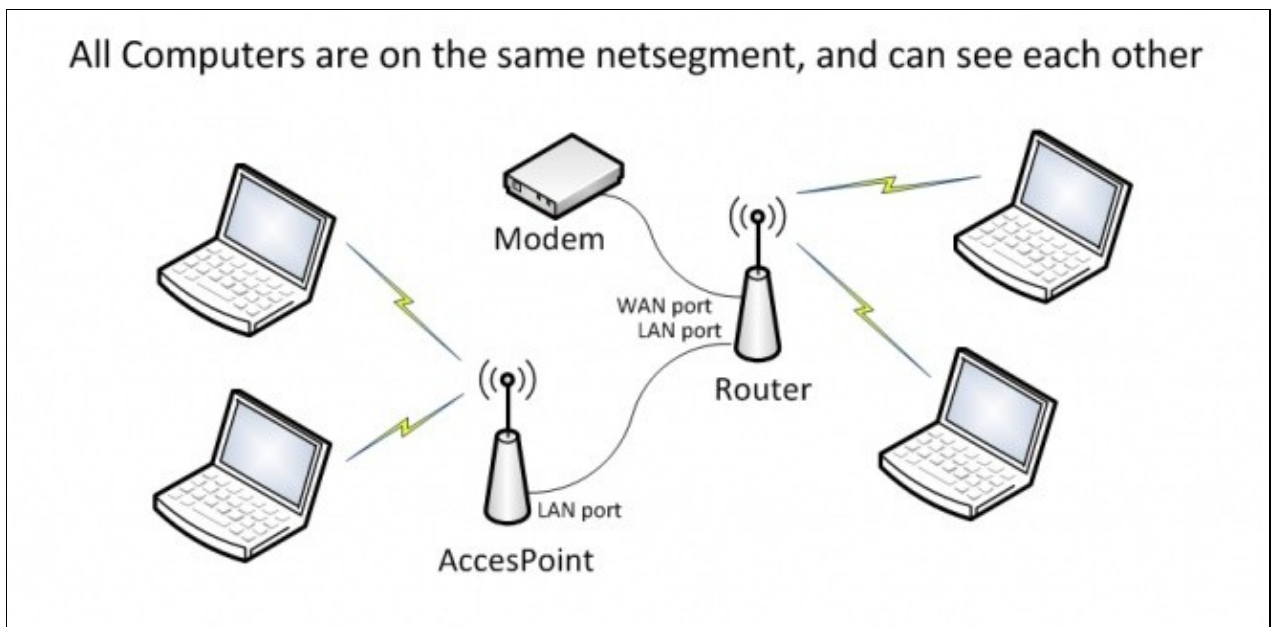 All Computers are on the same netsegment, and can see each other
Modem
WAN port
LAN port
Router
LAN port
AccesPoint